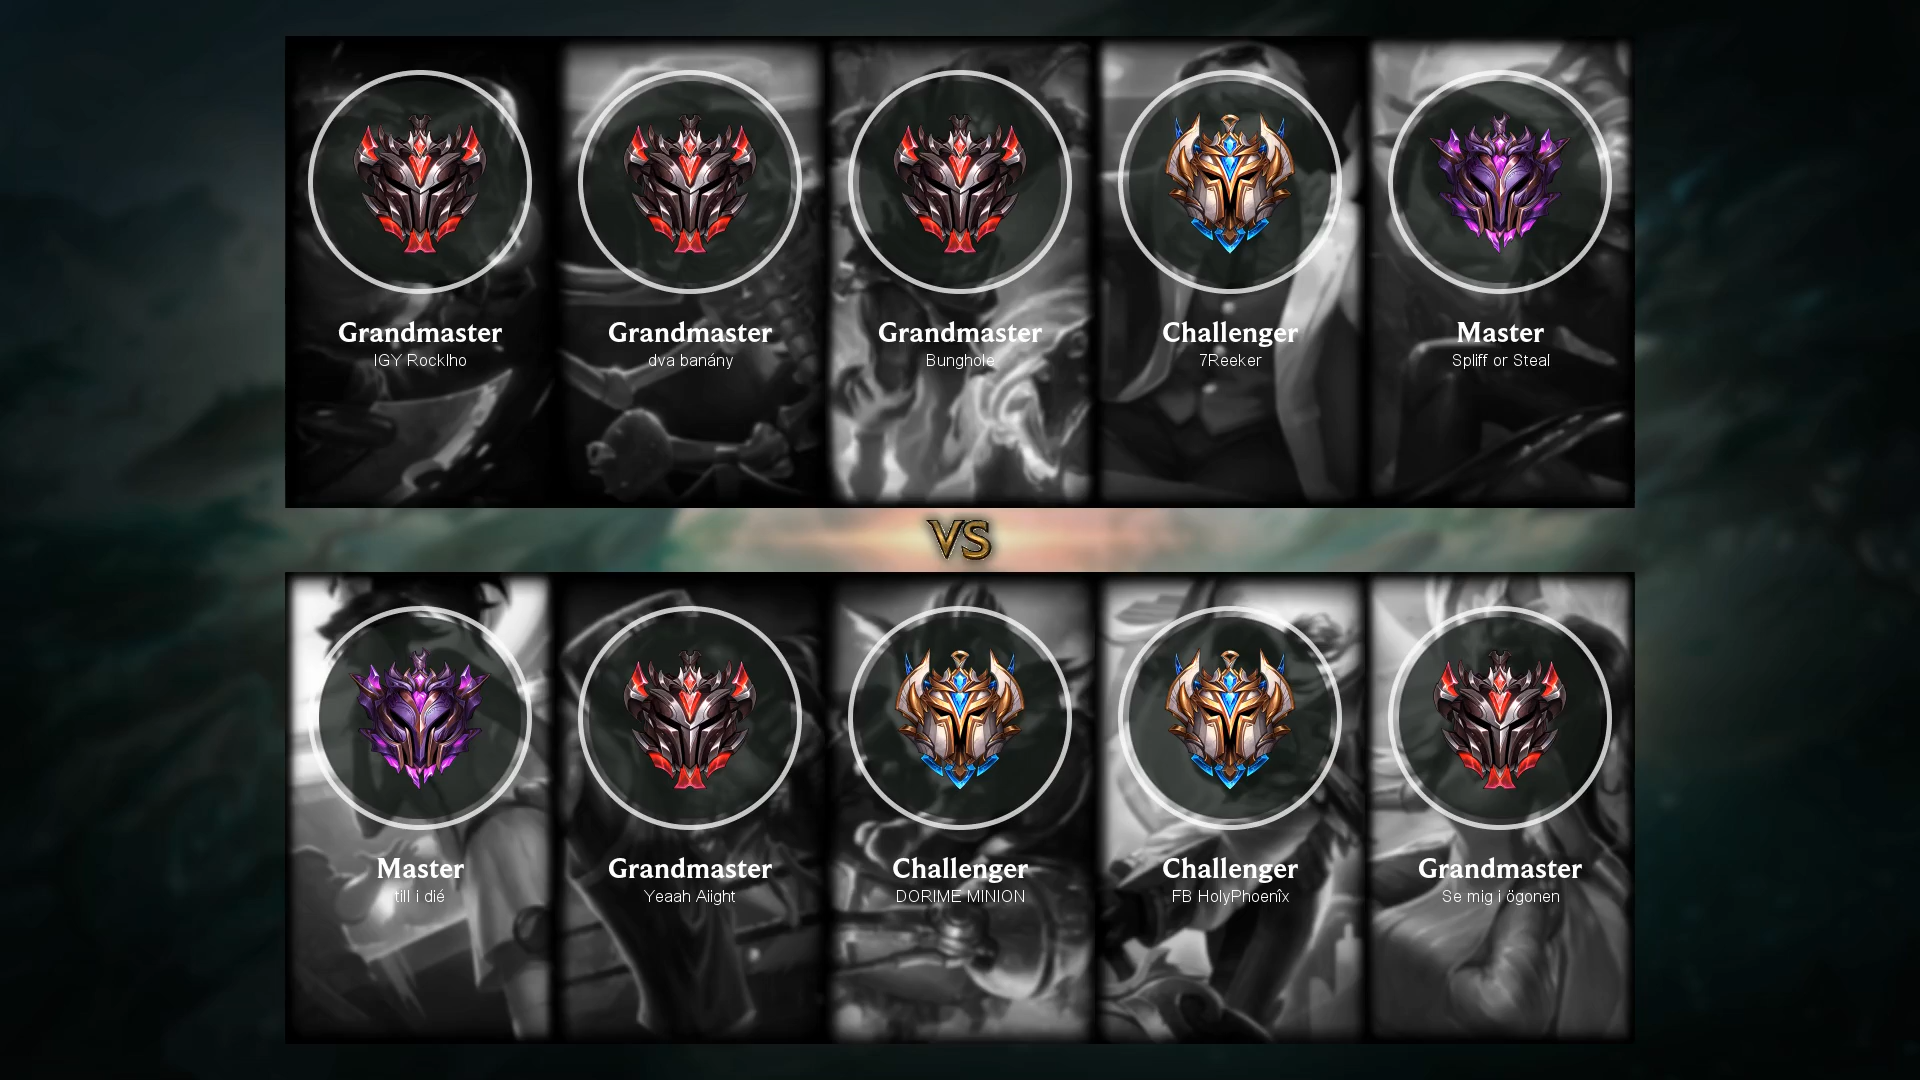 Grandmaster
IGY Rocklho
Grandmaster
dva banány
Grandmaster
Bunghole
Challenger
7Reeker
Master
Spliff or Steal
VS
Master
till i dié
Grandmaster
Yeaah Aiight
Challenger
DORIME MINION
Challenger
FB HolyPhoenîx
Grandmaster
Se mig i ögonen